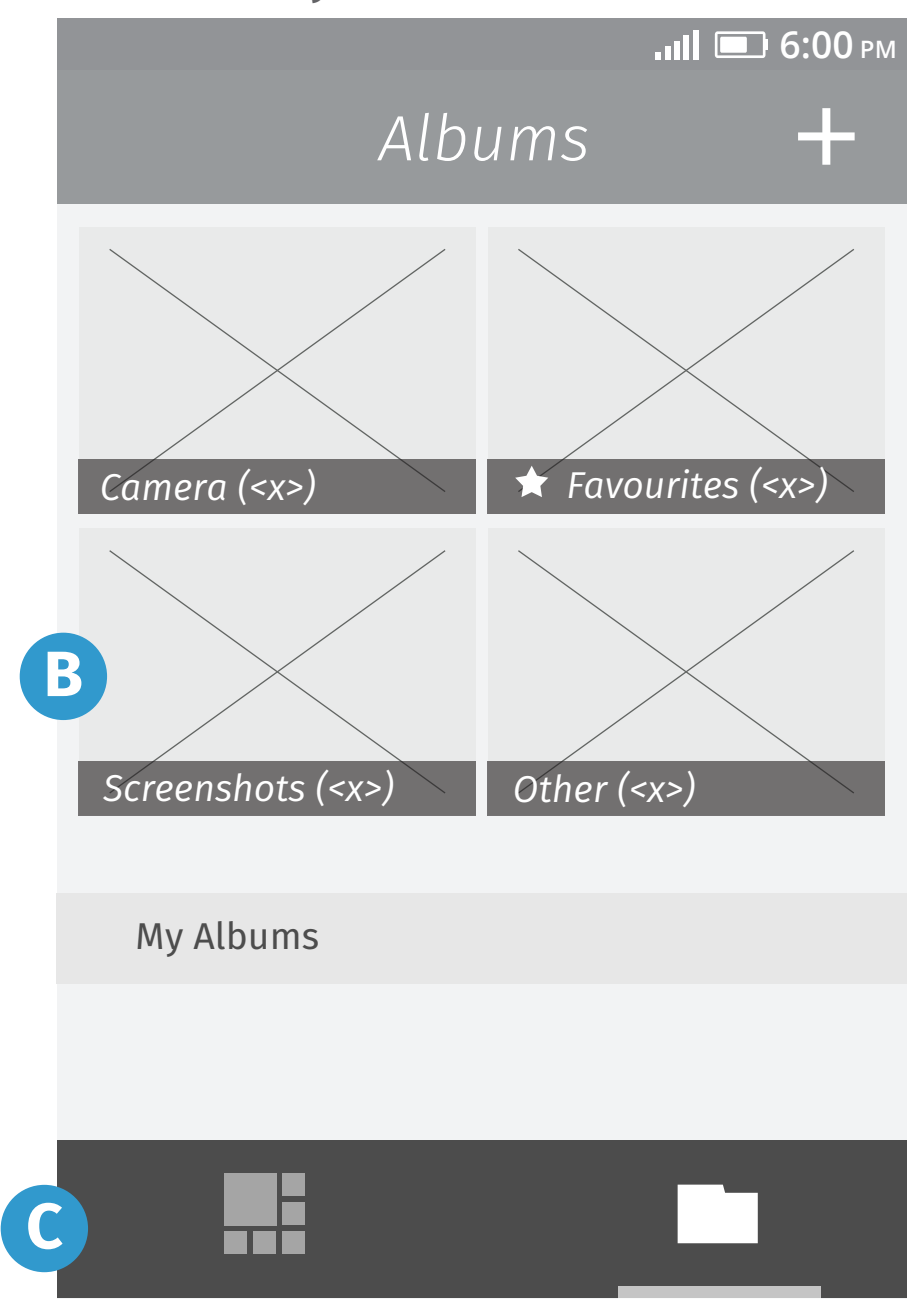 6:00 PM
Albums
Camera (<x>)
Favourites (<x>)
B
Screenshots (<x>)
Other (<x>)
My Albums
C